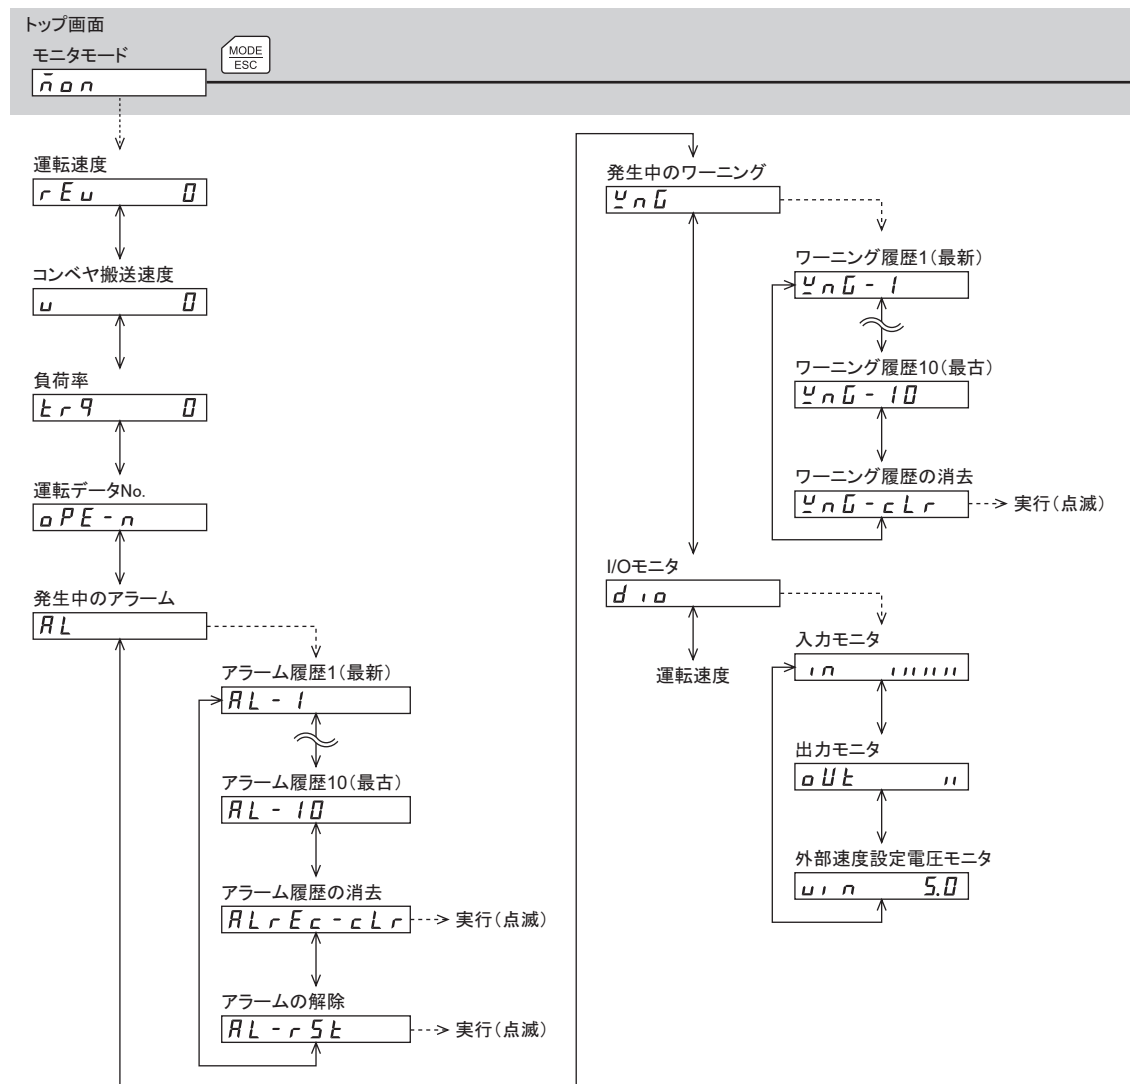 トップ画面
モニタモード
MODE
ESC
mon
運転速度
rEv 0
コンベヤ搬送速度
v 0
負荷率
trq 0
運転データNo.
oPE-n
発生中のアラーム
AL
アラーム履歴1(最新)
AL-1
アラーム履歴10(最古)
AL-10
アラーム履歴の消去
ALrEc-cLr
実行(点滅)
アラームの解除
AL-rSt
実行(点滅)
発生中のワーニング
WnG
ワーニング履歴1(最新)
WnG-1
ワーニング履歴10(最古)
WnG-10
ワーニング履歴の消去
WnG-cLr
実行(点滅)
I/Oモニタ
dio
運転速度
入力モニタ
in
出力モニタ
oUt
外部速度設定電圧モニタ
vin 5.0